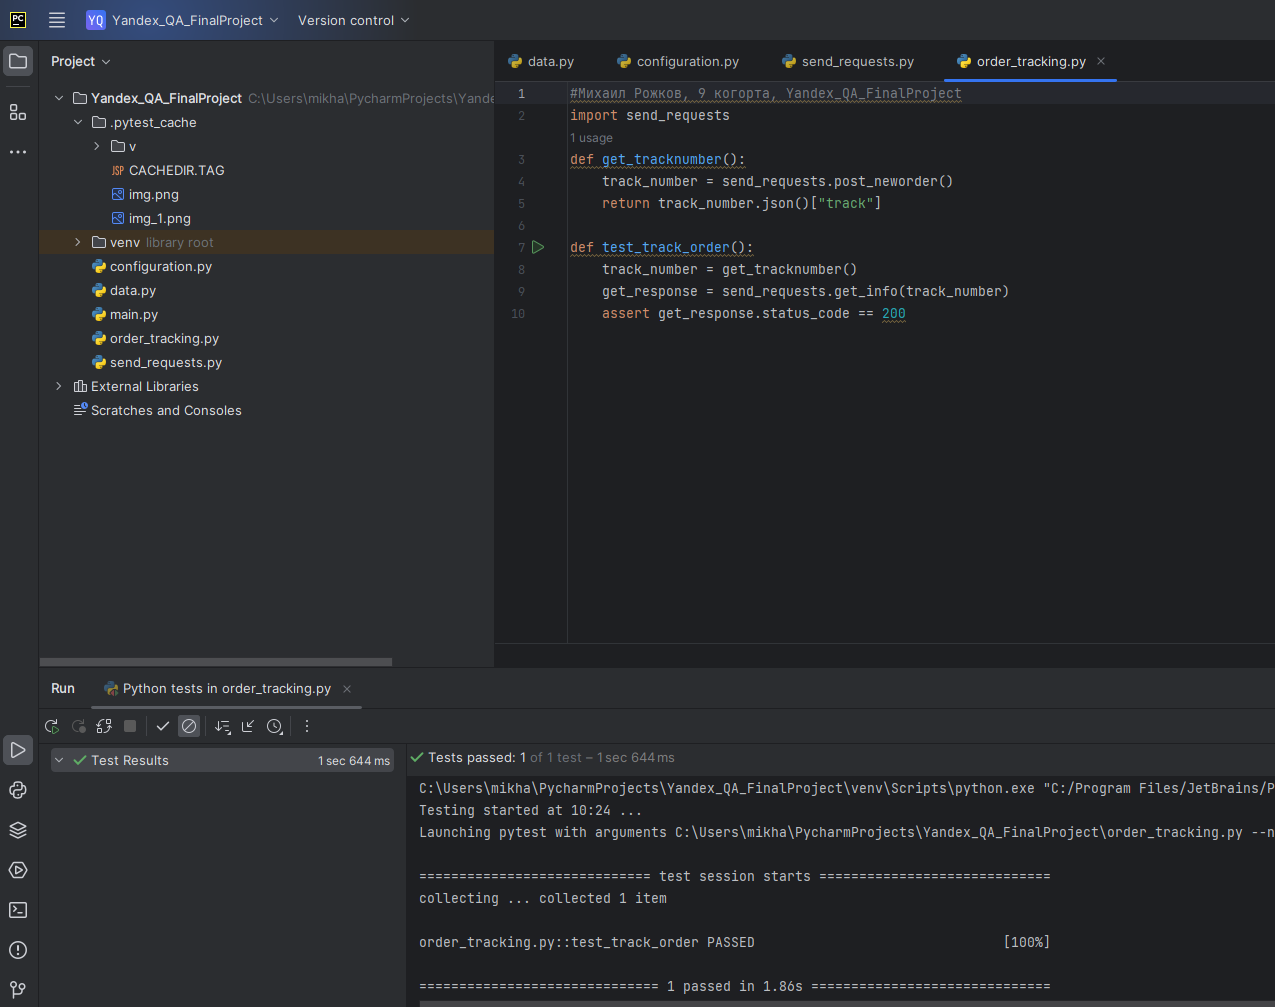 PC
YQ Yandex_QA_FinalProject Version control
Project
data.py configuration.py send_requests.py order_tracking.py
Yandex_QA_FinalProject C:\Users\mikha\PycharmProjects\Yande
.pytest_cache
v
JSP CACHEDIR.TAG
img.png
img_1.png
venv library root
configuration.py
data.py
main.py
order_tracking.py
send_requests.py
External Libraries
Scratches and Consoles
1 #Михаил Рожков, 9 когорта, Yandex_QA_FinalProject
2 import send_requests
1 usage
3 def get_tracknumber():
4 track_number = send_requests.post_neworder()
5 return track_number.json()["track"]
6
7 def test_track_order():
8 track_number = get_tracknumber()
9 get_response = send_requests.get_info(track_number)
10 assert get_response.status_code == 200
Run Python tests in order_tracking.py
Test Results 1 sec 644 ms
Tests passed: 1 of 1 test – 1 sec 644 ms
C:\Users\mikha\PycharmProjects\Yandex_QA_FinalProject\venv\Scripts\python.exe "C:/Program Files/JetBrains/P
Testing started at 10:24 ...
Launching pytest with arguments C:\Users\mikha\PycharmProjects\Yandex_QA_FinalProject\order_tracking.py --n
============================= test session starts =============================
collecting ... collected 1 item
order_tracking.py::test_track_order PASSED [100%]
============================== 1 passed in 1.86s ==============================